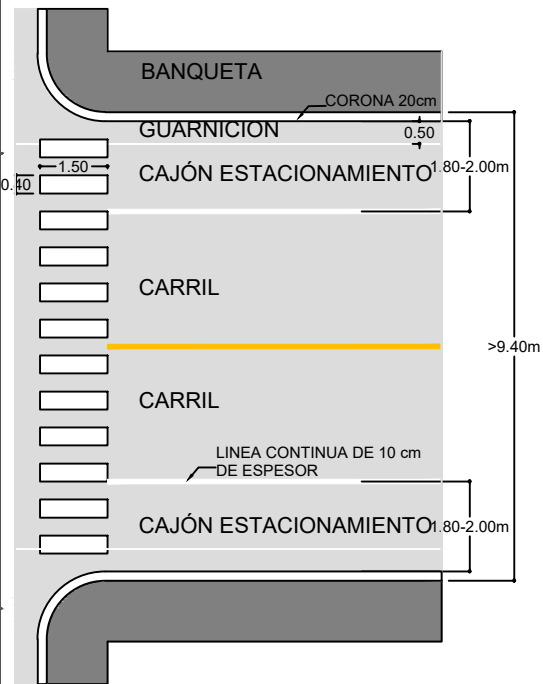 BANQUETA
CORONA 20cm
GUARNICION
0.50
1.50
CAJÓN ESTACIONAMIENTO
1.80-2.00m
0.40
CARRIL
>9.40m
CARRIL
LINEA CONTINUA DE 10 cm
DE ESPESOR
CAJÓN ESTACIONAMIENTO
1.80-2.00m